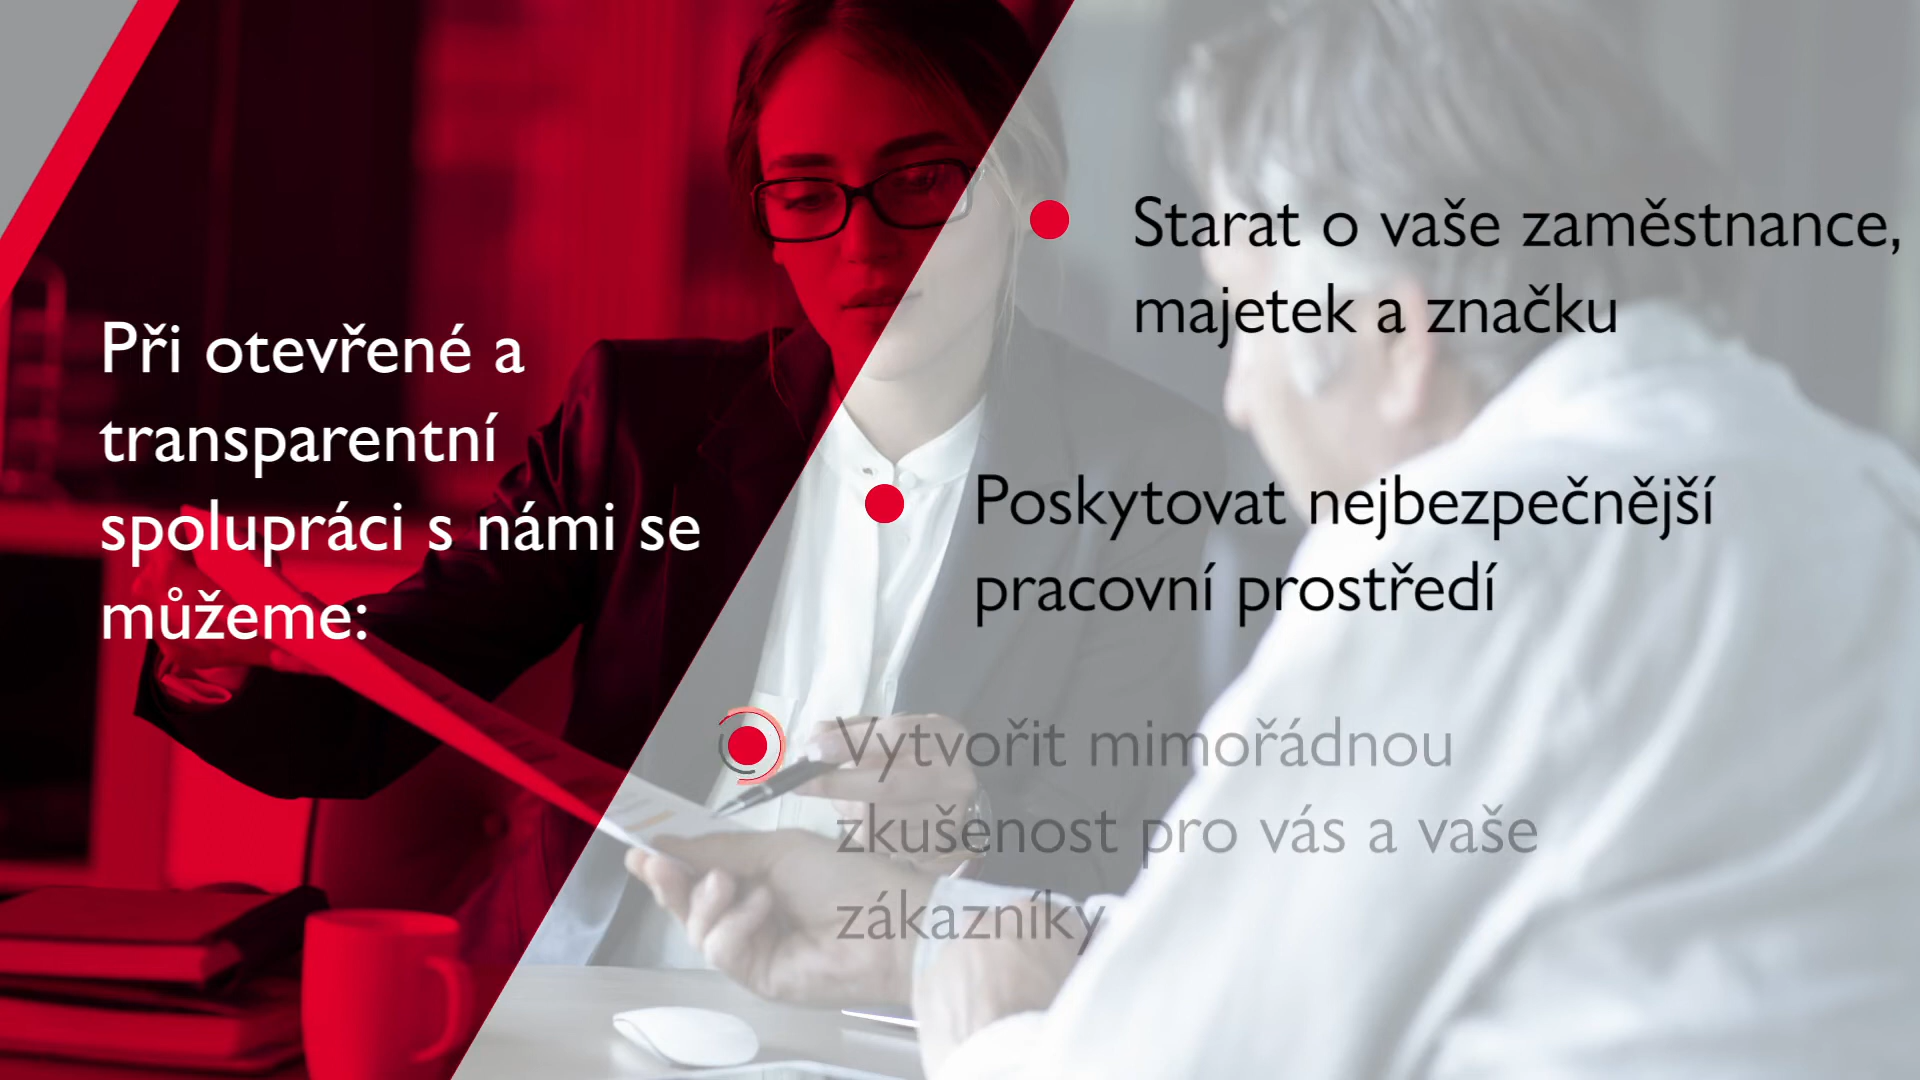 Při otevřené a
transparentní
spolupráci s námi se
můžeme:
Starat o vaše zaměstnance,
majetek a značku
Poskytovat nejbezpečnější
pracovní prostředí
Vytvořit mimořádnou
zkušenost pro vás a vaše
zákazníky